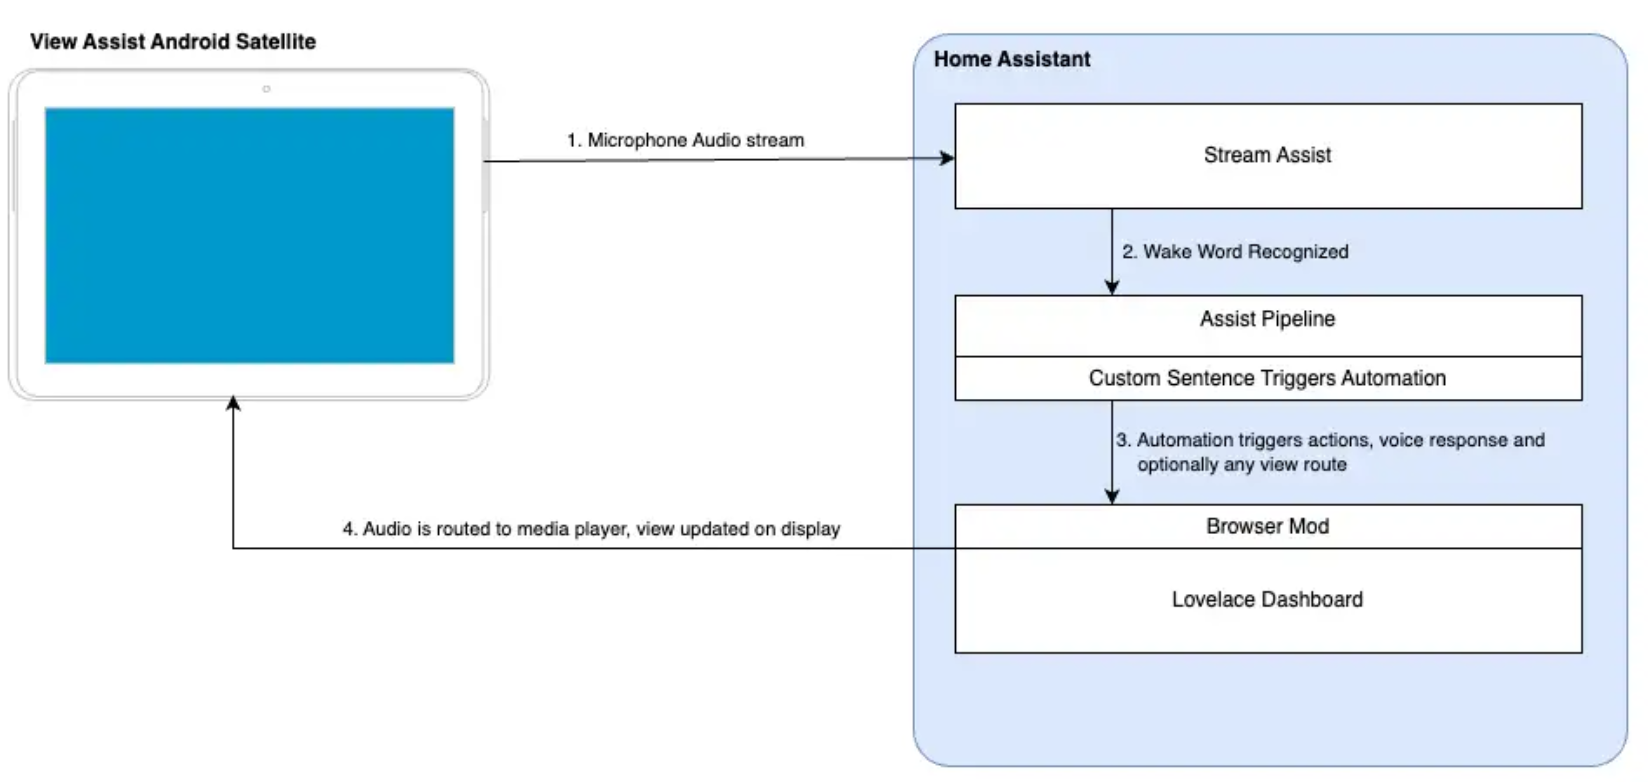 View Assist Android Satellite
Home Assistant
1. Microphone Audio stream
Stream Assist
2. Wake Word Recognized
Assist Pipeline
Custom Sentence Triggers Automation
3. Automation triggers actions, voice response and
optionally any view route
4. Audio is routed to media player, view updated on display
Browser Mod
Lovelace Dashboard